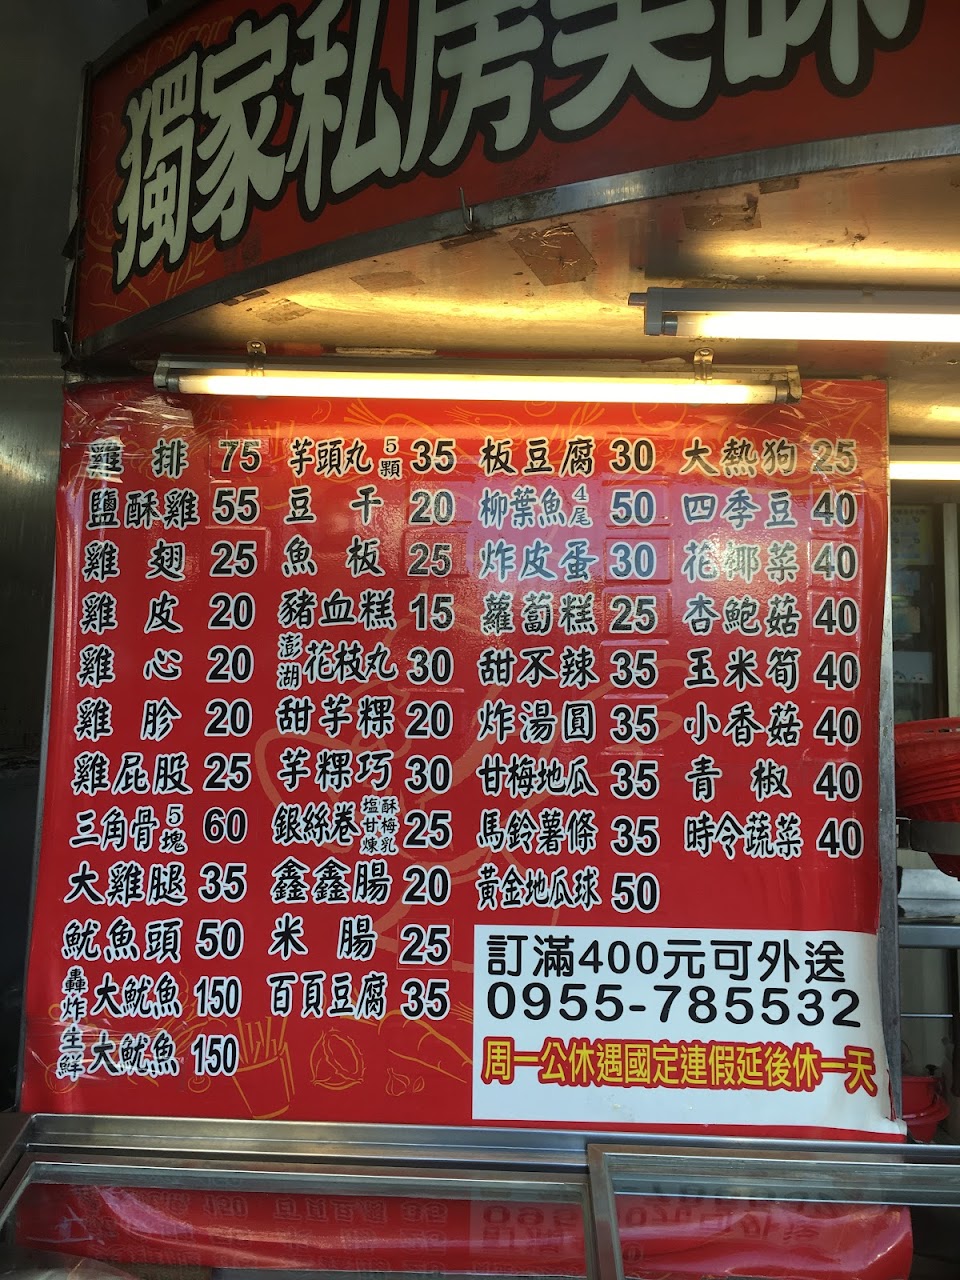 獨家私房美味
雞排 75
鹽酥雞 55
雞翅 25
雞皮 20
雞心 20
雞胗 20
雞屁股 25
三角骨 5塊 60
大雞腿 35
魷魚頭 50
轟炸大魷魚 150
生鮮大魷魚 150
芋頭丸 5顆 35
豆干 20
魚板 25
豬血糕 15
澎湖花枝丸 30
甜芋粿 20
芋粿巧 30
銀絲卷 塩酥 甘梅 煉乳 25
鑫鑫腸 20
米腸 25
百頁豆腐 35
板豆腐 30
柳葉魚 4尾 50
炸皮蛋 30
蘿蔔糕 25
甜不辣 35
炸湯圓 35
甘梅地瓜 35
馬鈴薯條 35
黃金地瓜球 50
大熱狗 25
四季豆 40
花椰菜 40
杏鮑菇 40
玉米筍 40
小香菇 40
青椒 40
時令蔬菜 40
訂滿400元可外送
0955-785532
周一公休遇國定連假延後休一天